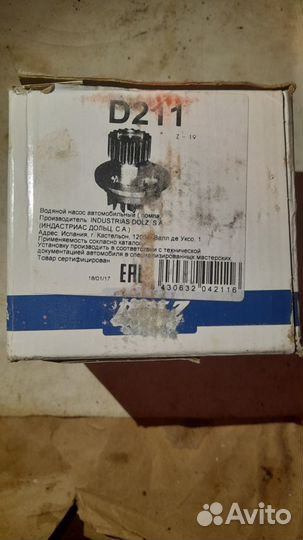 D211
Z - 19
Водяной насос автомобильный (помпа
Производитель: INDUSTRIAS DOLZ, S.A.
(ИНДАСТРИАС ДОЛЬЦ, С.А.)
Адрес: Испания, г. Кастельон, Валл де Уксо, 1
Применяемость согласно каталогу
Установку производить в соответствии с технической
документацией автомобиля в специализированных мастерских
Товар сертифицирован
18/01/17
EAC
430632 042116
Avito